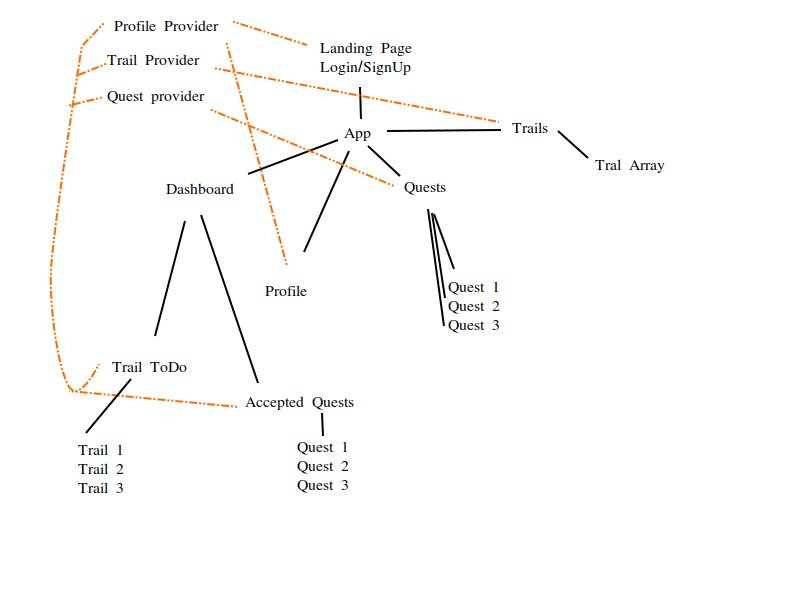 Profile Provider
Landing Page
Login/SignUp
Trail Provider
Quest provider
App
Trails
Tral Array
Dashboard
Quests
Profile
Quest 1
Quest 2
Quest 3
Trail ToDo
Accepted Quests
Trail 1
Trail 2
Trail 3
Quest 1
Quest 2
Quest 3